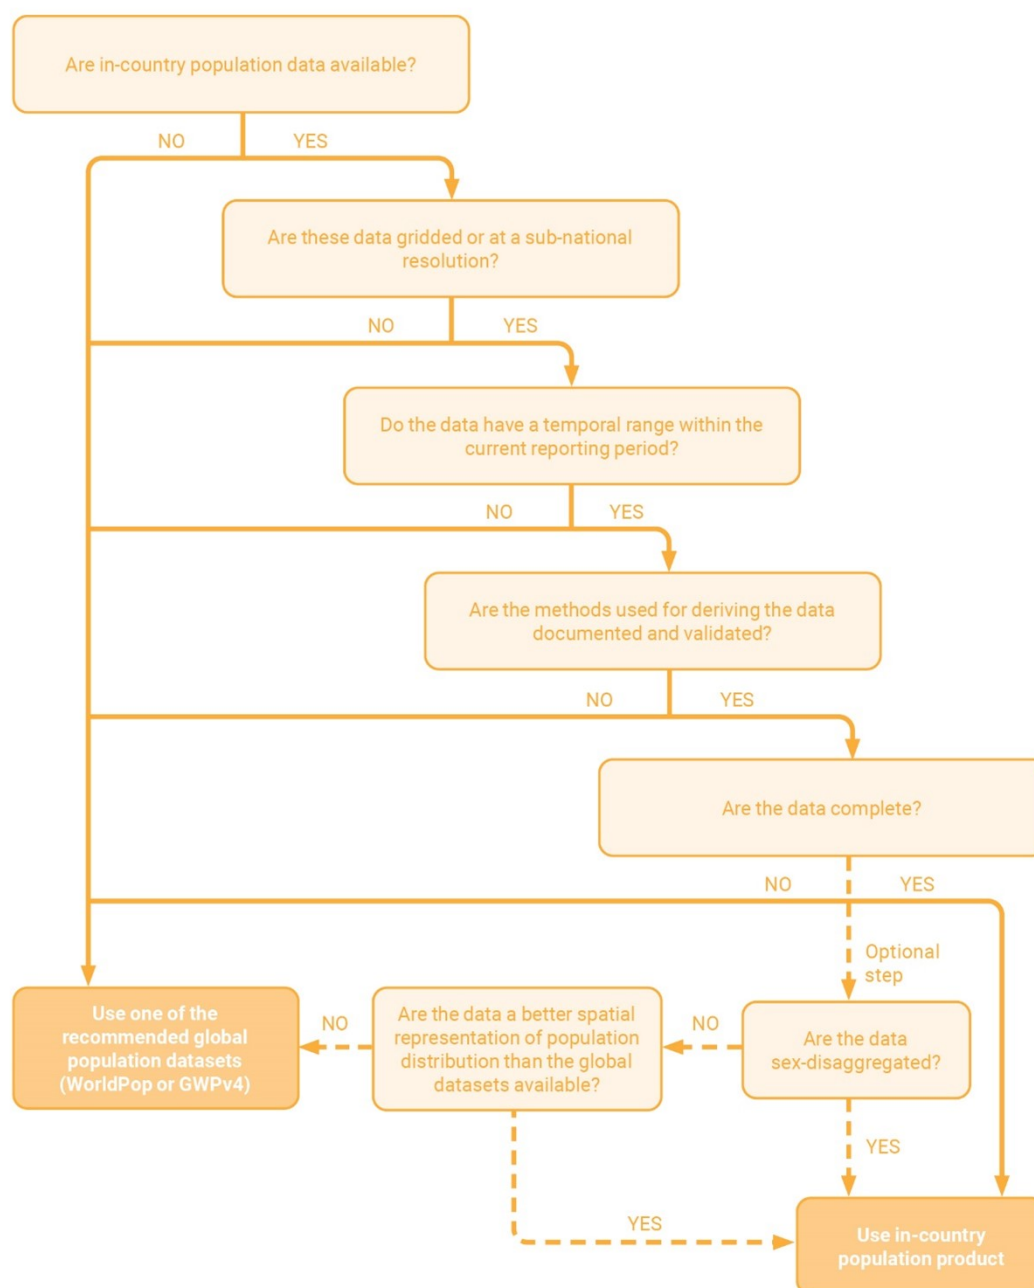 Are in-country population data available?
NO
YES
Are these data gridded or at a sub-national
resolution?
NO
YES
Do the data have a temporal range within the
current reporting period?
NO
YES
Are the methods used for deriving the data
documented and validated?
NO
YES
Are the data complete?
NO
YES
Optional
step
Use one of the
recommended global
population datasets
(WorldPop or GWPv4)
NO
Are the data a better spatial
representation of population
distribution than the global
datasets available?
NO
Are the data
sex-disaggregated?
YES
YES
Use in-country
population product